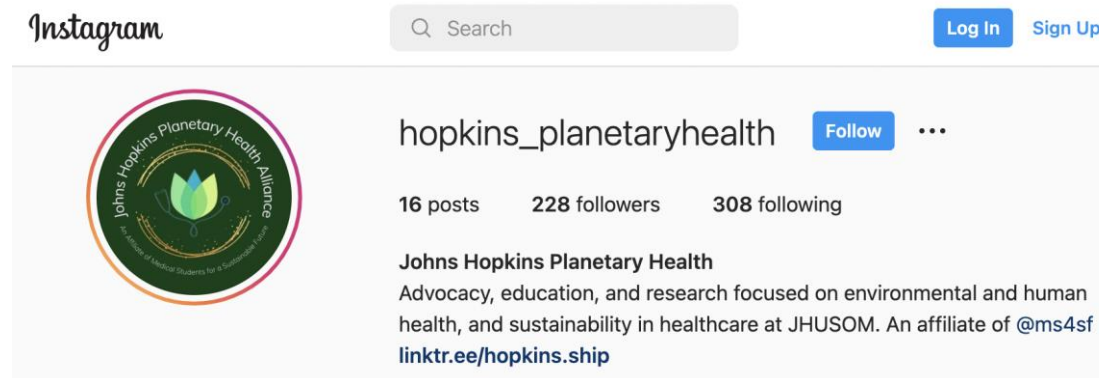 Instagram
Search
Log In
Sign Up
Johns Hopkins Planetary Health Alliance
An Affiliate of Medical Students for a Sustainable Future
hopkins_planetaryhealth
Follow
16 posts 228 followers 308 following
Johns Hopkins Planetary Health
Advocacy, education, and research focused on environmental and human
health, and sustainability in healthcare at JHUSOM. An affiliate of @ms4sf
linktr.ee/hopkins.ship